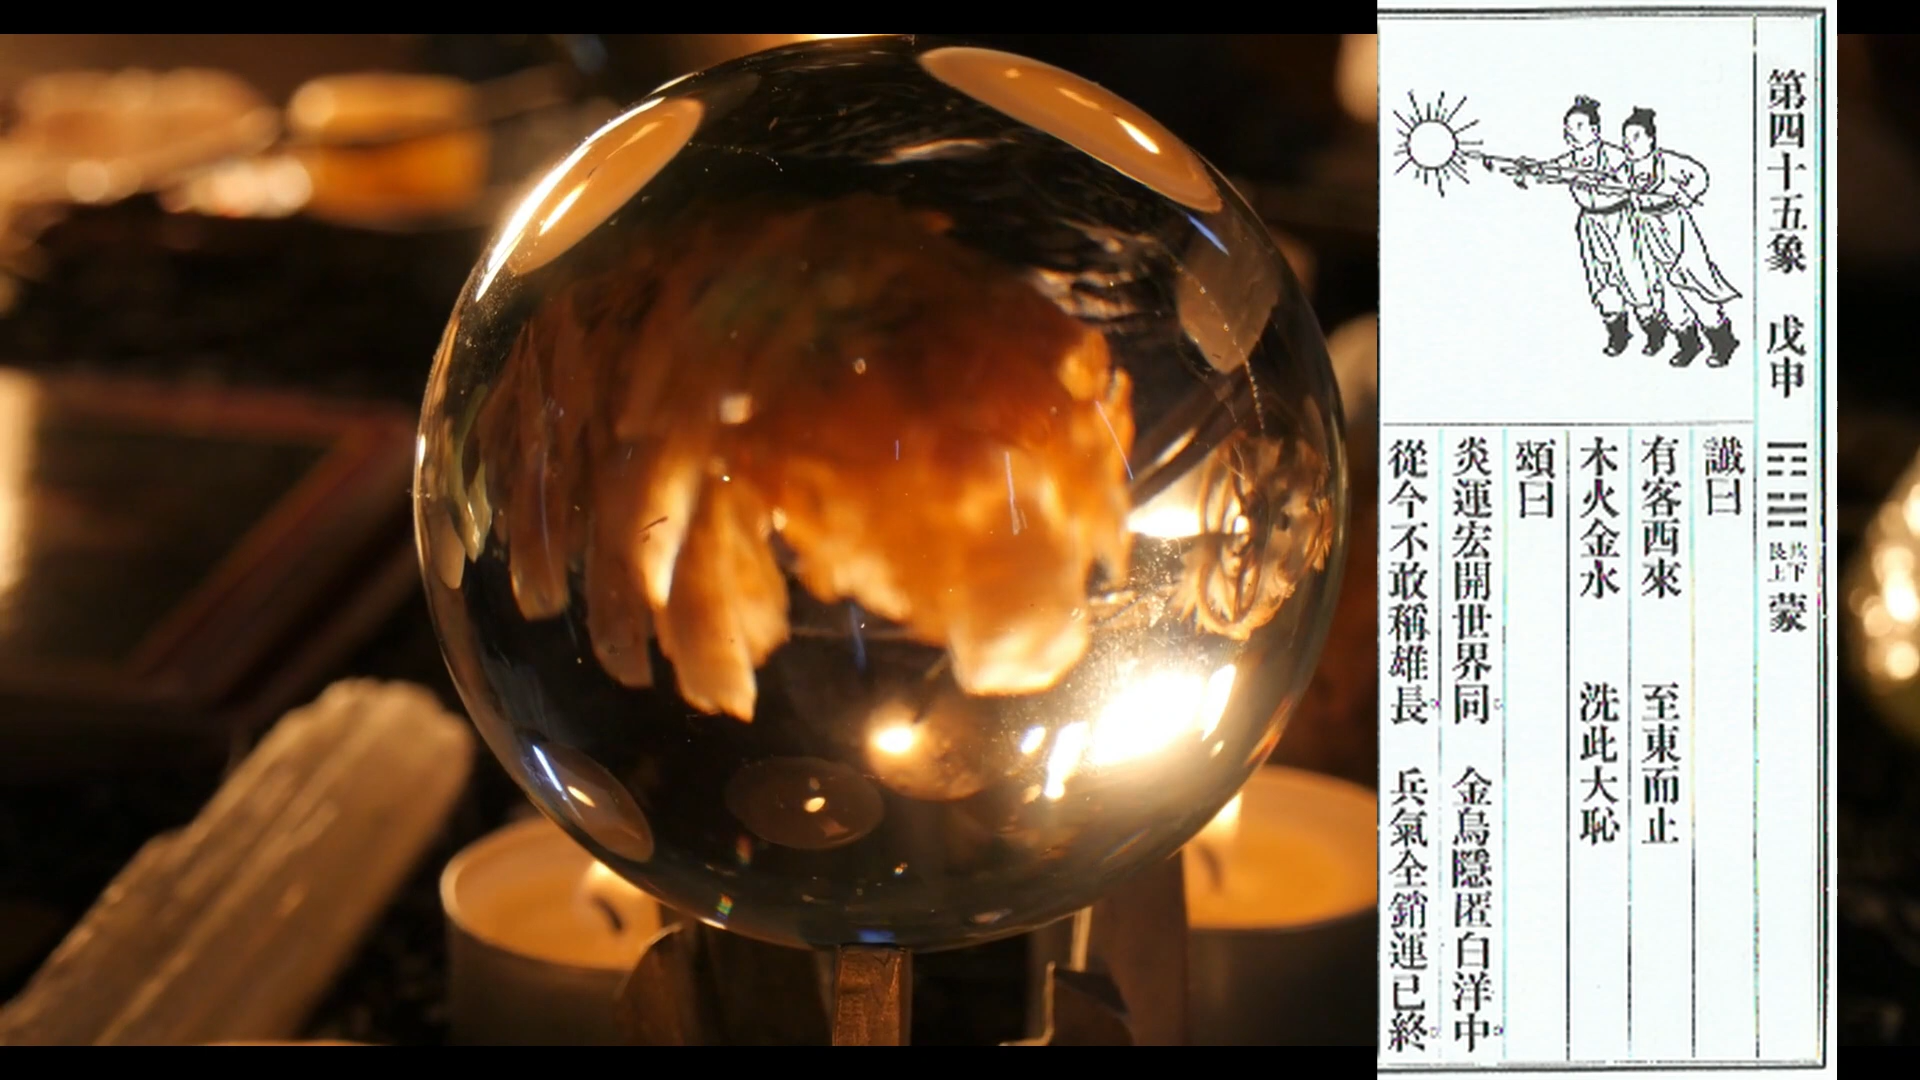 第四十五象 戊申
坎下
艮上
蒙
讖曰
有客西來 至東而止
木火金水 洗此大恥
頌曰
炎運宏開世界同 金烏隱匿白洋中
從今不敢稱雄長 兵氣全銷運已終